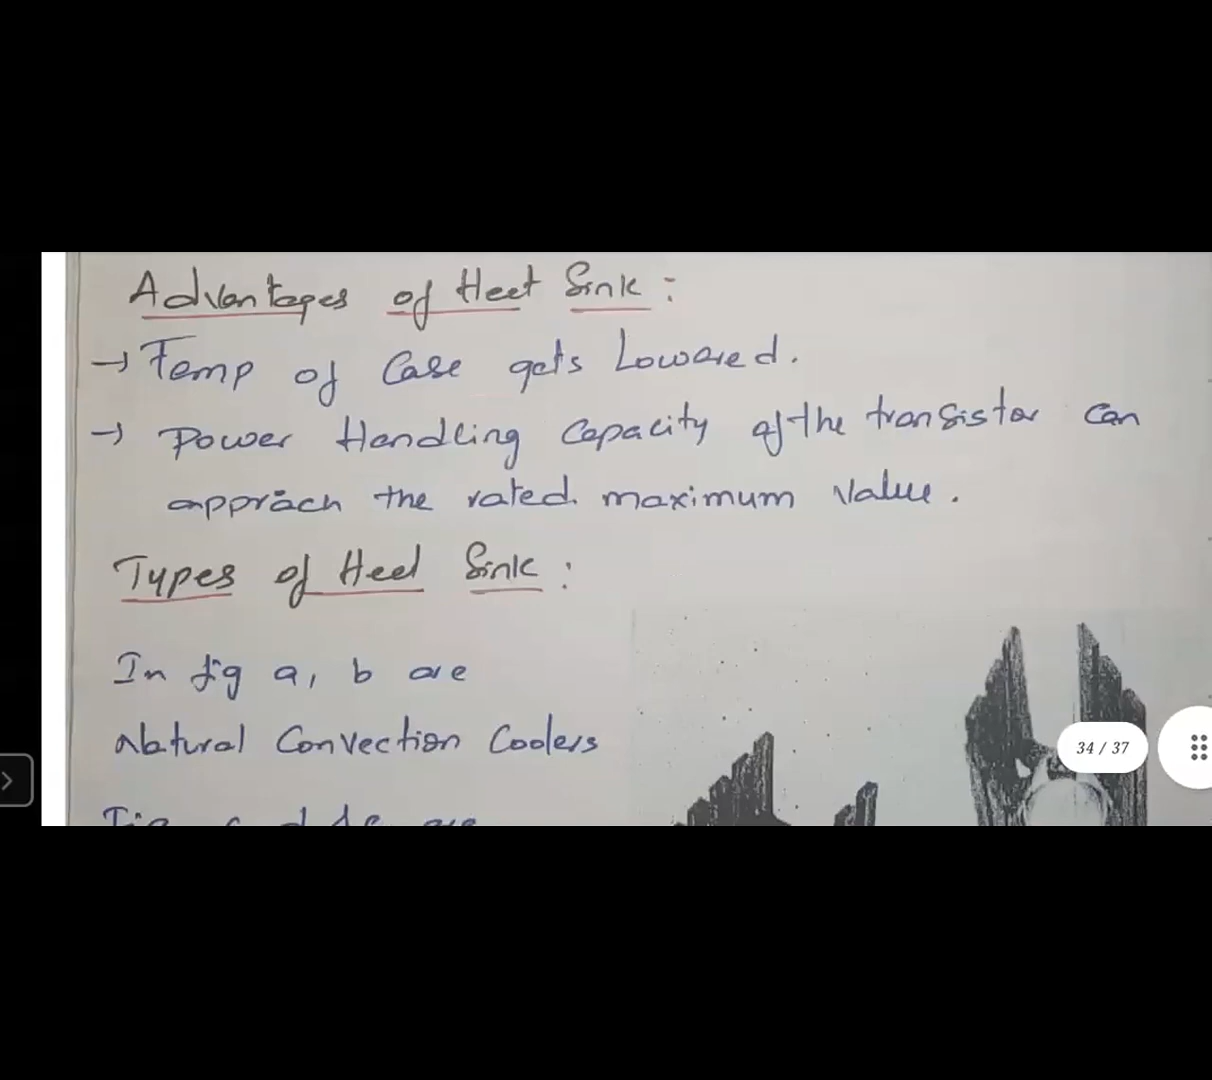 Advantages of Heat Sink :
→ Temp of Case gets Lowered.
→ Power Handling Capacity of the transistor can
approach the rated maximum value.
Types of Heat Sink :
In fig a, b are
Natural Convection Coolers
34 / 37